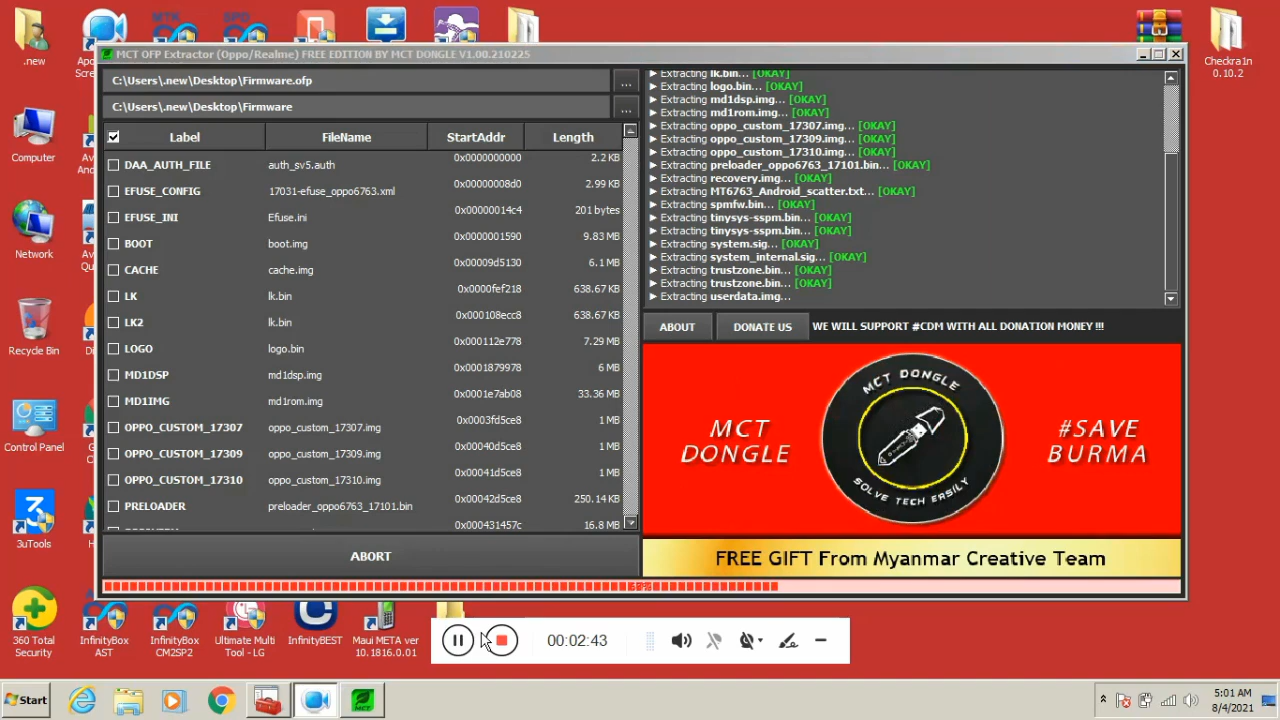 .new
Apo
Scre
MTK
SPD
Checkra1n
0.10.2
Computer
Network
Recycle Bin
Control Panel
3uTools
360 Total
Security
InfinityBox
AST
InfinityBox
CM2SP2
Ultimate Multi
Tool - LG
InfinityBEST
Maui META ver
10.1816.0.01
MCT OFP Extractor (Oppo/Realme) FREE EDITION BY MCT DONGLE V1.00.210225
C:\Users\.new\Desktop\Firmware.ofp
...
C:\Users\.new\Desktop\Firmware
...
Label FileName StartAddr Length
DAA_AUTH_FILE auth_sv5.auth 0x0000000000 2.2 KB
EFUSE_CONFIG 17031-efuse_oppo6763.xml 0x00000008d0 2.99 KB
EFUSE_INI Efuse.ini 0x00000014c4 201 bytes
BOOT boot.img 0x0000001590 9.83 MB
CACHE cache.img 0x00009d5130 6.1 MB
LK lk.bin 0x0000fef218 638.67 KB
LK2 lk.bin 0x000108ecc8 638.67 KB
LOGO logo.bin 0x000112e778 7.29 MB
MD1DSP md1dsp.img 0x0001879978 6 MB
MD1IMG md1rom.img 0x0001e7ab08 33.36 MB
OPPO_CUSTOM_17307 oppo_custom_17307.img 0x0003fd5ce8 1 MB
OPPO_CUSTOM_17309 oppo_custom_17309.img 0x00040d5ce8 1 MB
OPPO_CUSTOM_17310 oppo_custom_17310.img 0x00041d5ce8 1 MB
PRELOADER preloader_oppo6763_17101.bin 0x00042d5ce8 250.14 KB
0x000431457c 16.8 MB
ABORT
Extracting lk.bin... [OKAY]
Extracting logo.bin... [OKAY]
Extracting md1dsp.img... [OKAY]
Extracting md1rom.img... [OKAY]
Extracting oppo_custom_17307.img... [OKAY]
Extracting oppo_custom_17309.img... [OKAY]
Extracting oppo_custom_17310.img... [OKAY]
Extracting preloader_oppo6763_17101.bin... [OKAY]
Extracting recovery.img... [OKAY]
Extracting MT6763_Android_scatter.txt... [OKAY]
Extracting spmfw.bin... [OKAY]
Extracting tinysys-sspm.bin... [OKAY]
Extracting tinysys-sspm.bin... [OKAY]
Extracting system.sig... [OKAY]
Extracting system_internal.sig... [OKAY]
Extracting trustzone.bin... [OKAY]
Extracting trustzone.bin... [OKAY]
Extracting userdata.img...
ABOUT DONATE US WE WILL SUPPORT #CDM WITH ALL DONATION MONEY !!!
MCT
DONGLE
MCT DONGLE
SOLVE TECH EASILY
#SAVE
BURMA
FREE GIFT From Myanmar Creative Team
00:02:43
Start
5:01 AM
8/4/2021